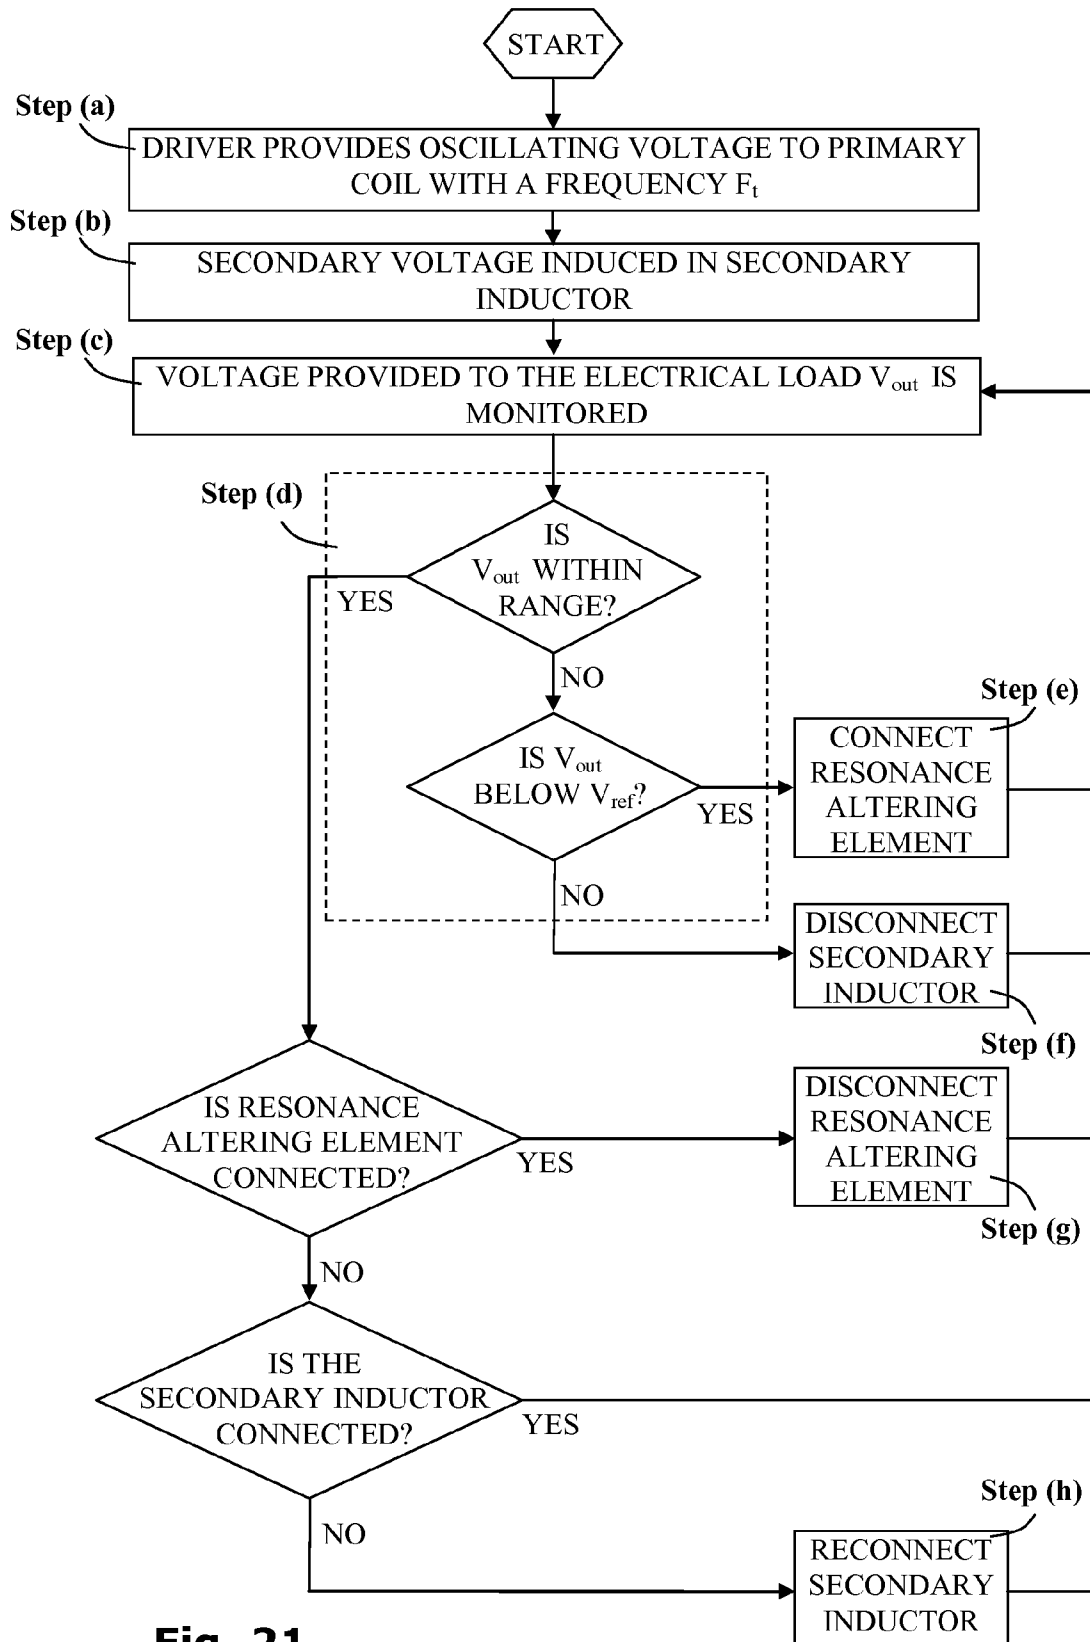 START
Step (a)
DRIVER PROVIDES OSCILLATING VOLTAGE TO PRIMARY
COIL WITH A FREQUENCY Ft
Step (b)
SECONDARY VOLTAGE INDUCED IN SECONDARY
INDUCTOR
Step (c)
VOLTAGE PROVIDED TO THE ELECTRICAL LOAD Vout IS
MONITORED
Step (d)
IS
Vout WITHIN
RANGE?
YES
NO
IS Vout
BELOW Vref?
YES
NO
Step (e)
CONNECT
RESONANCE
ALTERING
ELEMENT
DISCONNECT
SECONDARY
INDUCTOR
Step (f)
IS RESONANCE
ALTERING ELEMENT
CONNECTED?
YES
NO
DISCONNECT
RESONANCE
ALTERING
ELEMENT
Step (g)
IS THE
SECONDARY INDUCTOR
CONNECTED?
YES
NO
Step (h)
RECONNECT
SECONDARY
INDUCTOR
Fig. 21